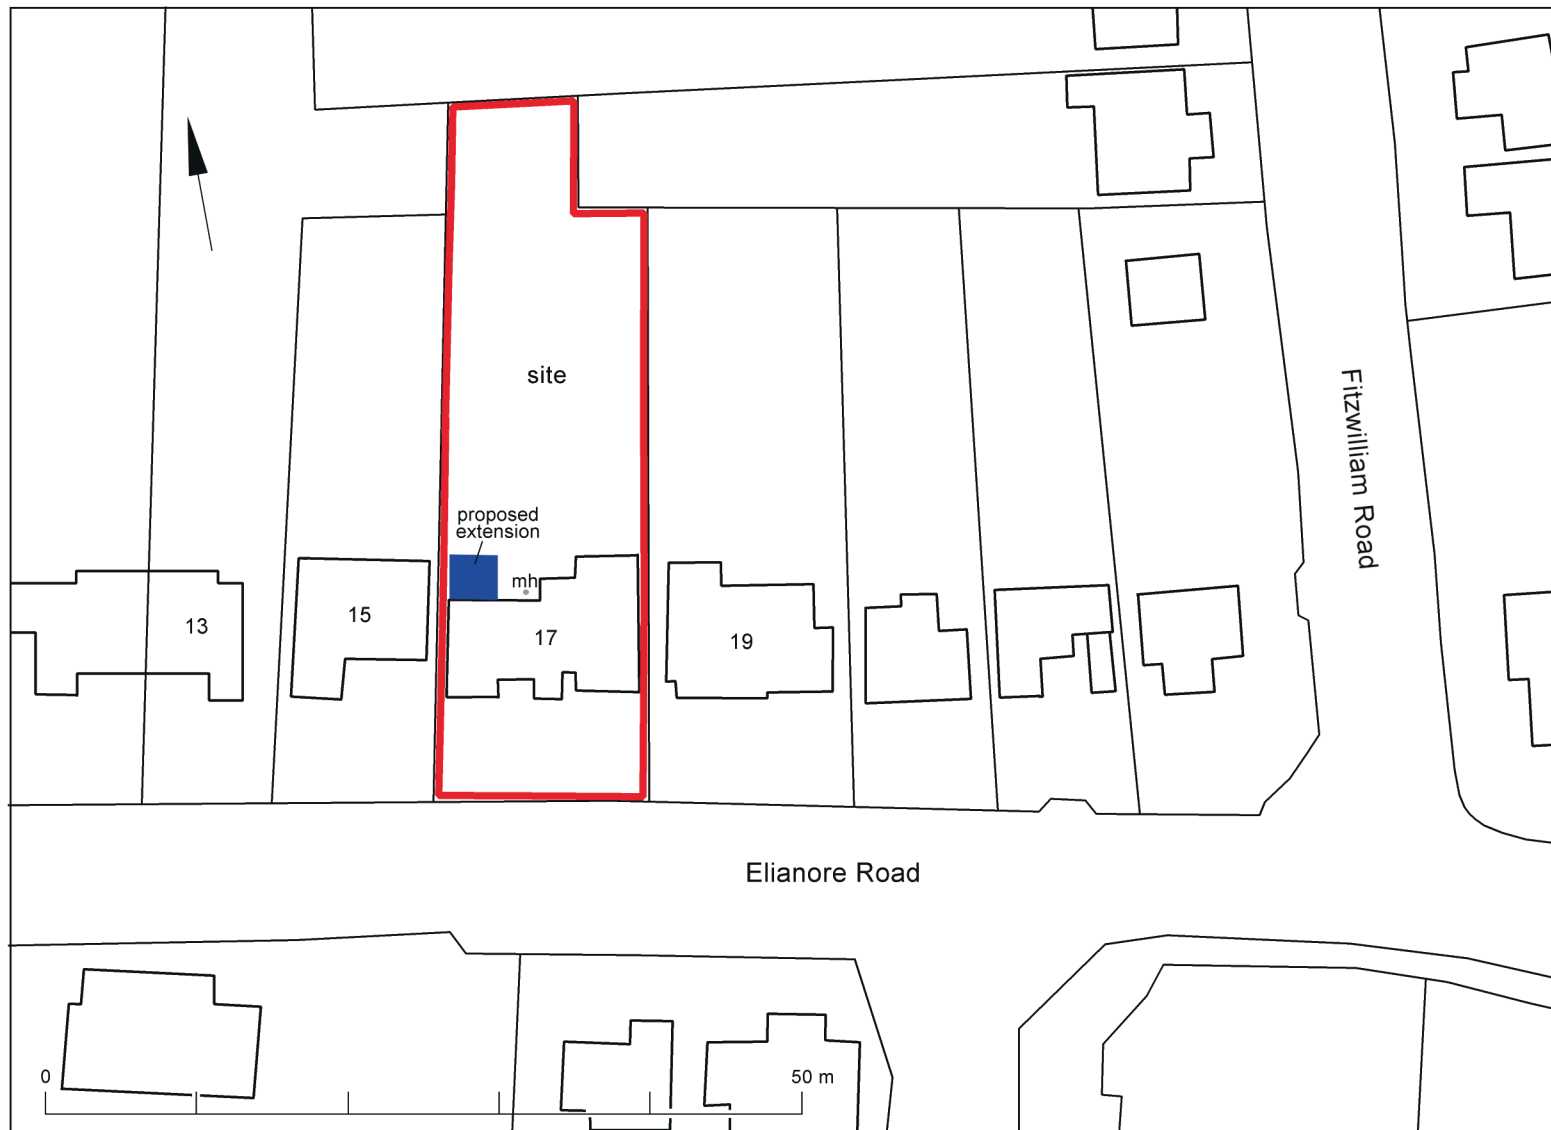 site
Fitzwilliam Road
proposed
extension
mh
13
15
17
19
Elianore Road
0
50 m